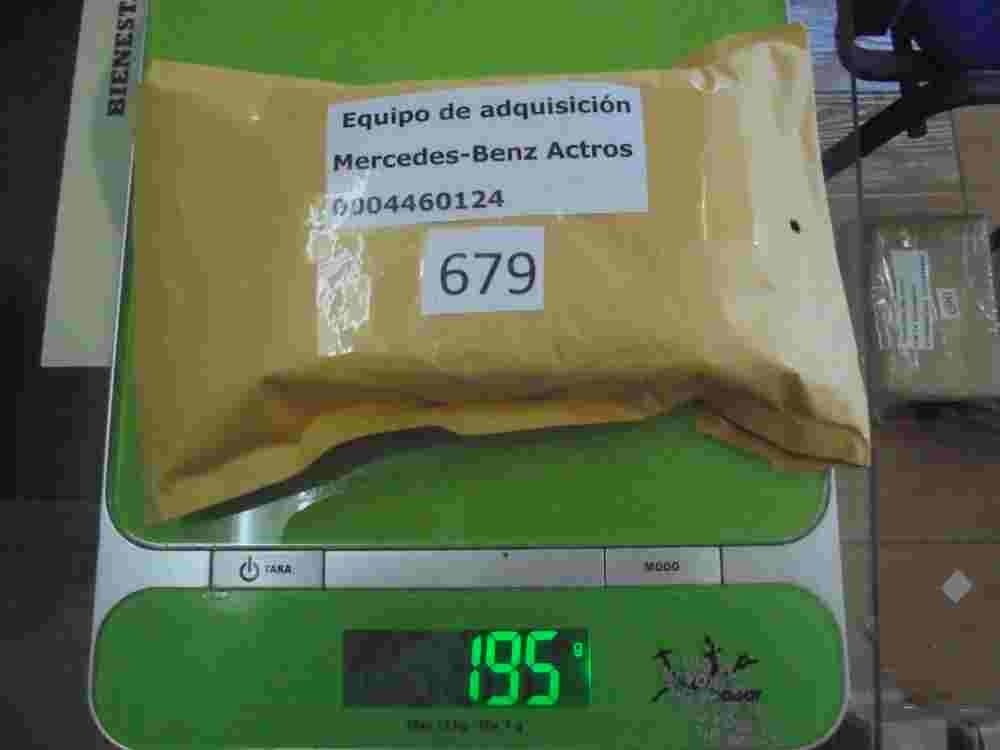 BIENEST
Equipo de adquisición
Mercedes-Benz Actros
0004460124
679
TARA
MODO
195 g